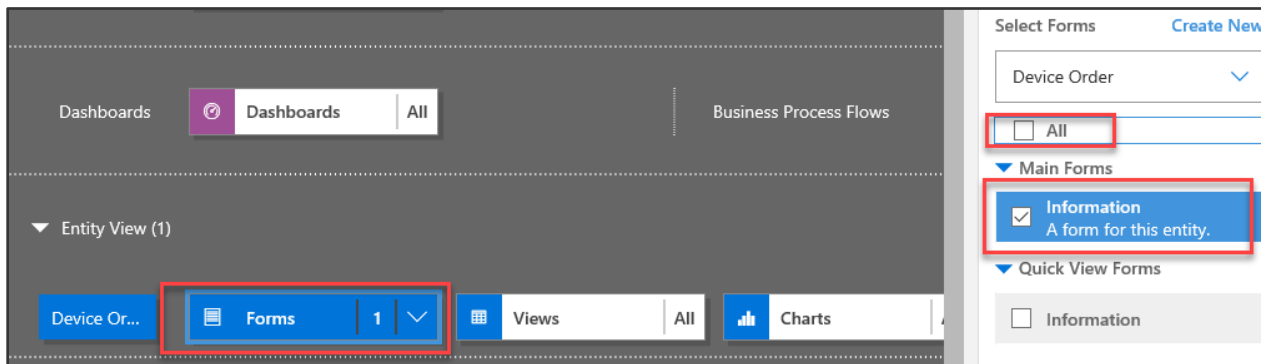 Dashboards
Dashboards
All
Business Process Flows
Entity View (1)
Device Or...
Forms
1
Views
All
Charts
Select Forms
Create New
Device Order
All
Main Forms
Information
A form for this entity.
Quick View Forms
Information